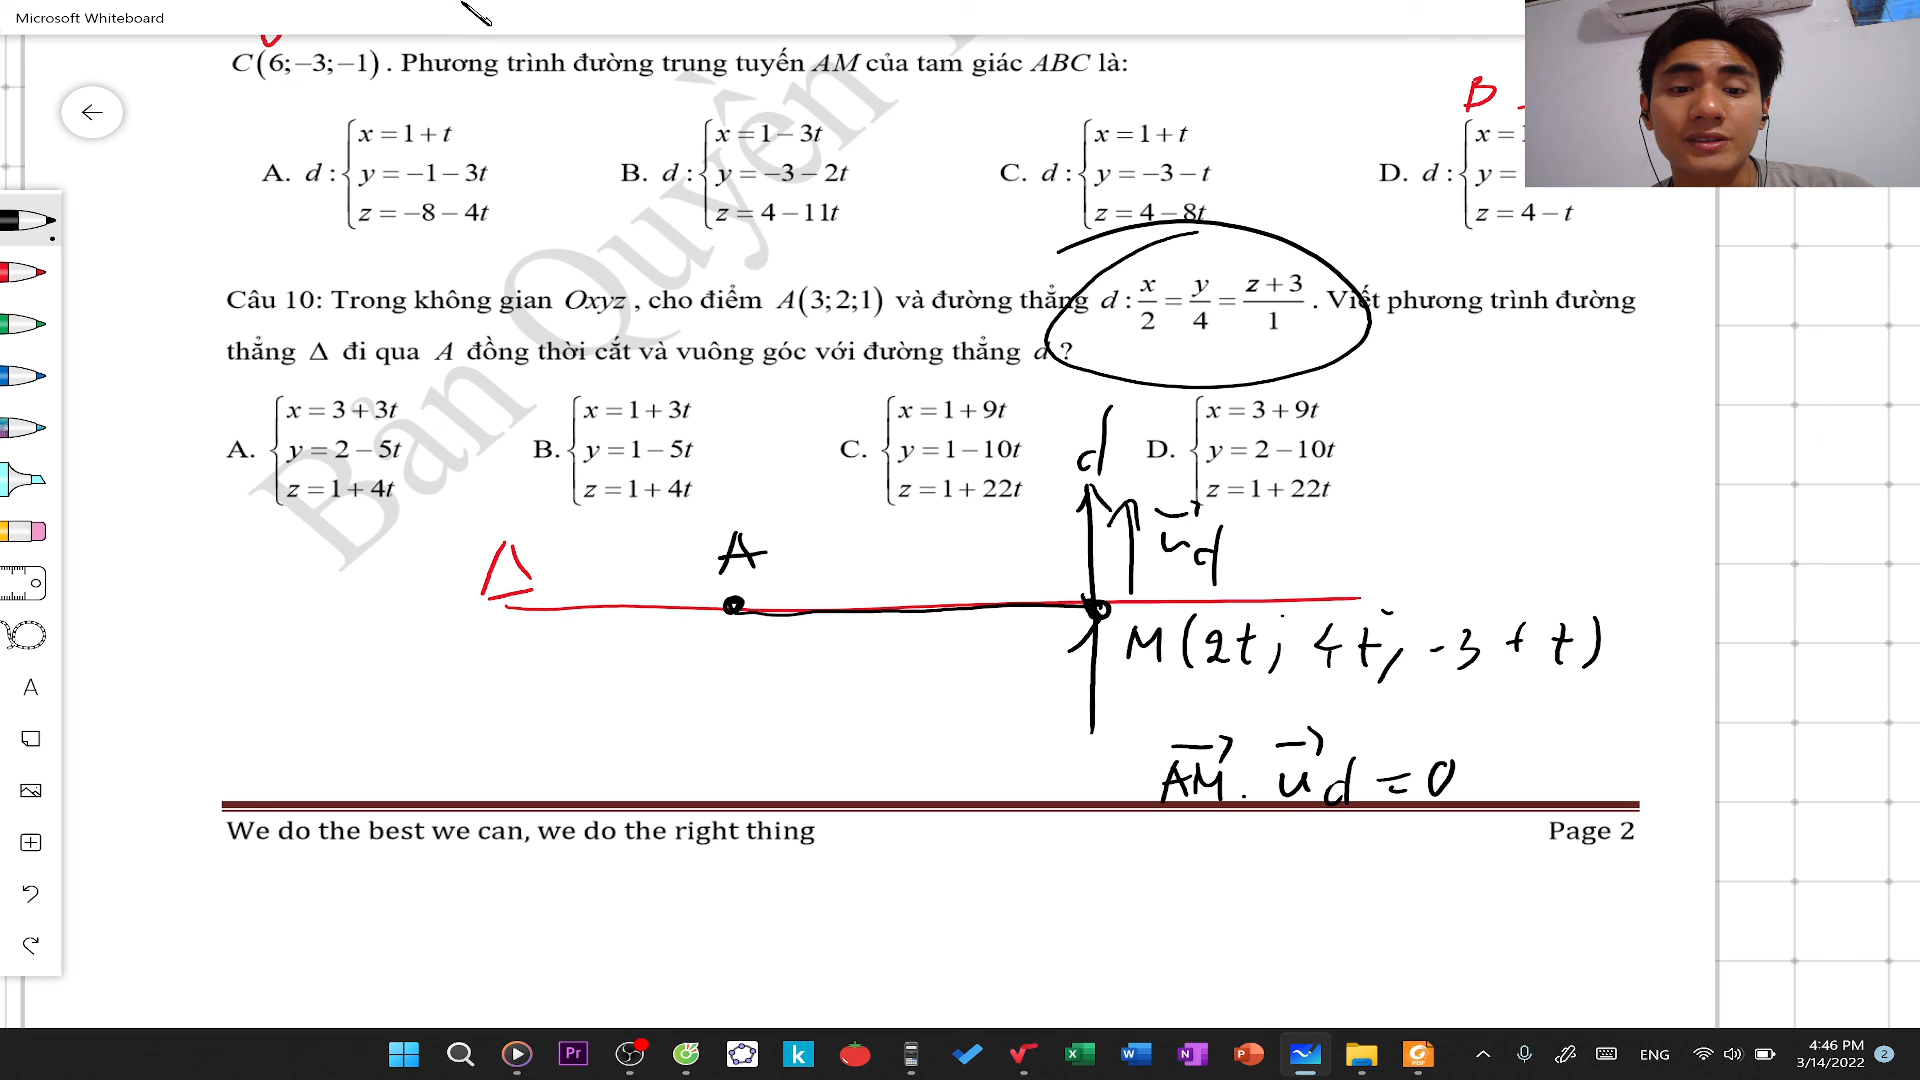 Microsoft Whiteboard
C(6;−3;−1). Phương trình đường trung tuyến AM của tam giác ABC là:
B
A. d: { x = 1 + t
y = −1 − 3t
z = −8 − 4t
B. d: { x = 1 − 3t
y = −3 − 2t
z = 4 − 11t
C. d: { x = 1 + t
y = −3 − t
z = 4 − 8t
D. d: { x =
y =
z = 4 − t
Câu 10: Trong không gian Oxyz, cho điểm A(3;2;1) và đường thẳng d: x/2 = y/4 = (z+3)/1. Viết phương trình đường
thẳng Δ đi qua A đồng thời cắt và vuông góc với đường thẳng d?
A. { x = 3 + 3t
y = 2 − 5t
z = 1 + 4t
B. { x = 1 + 3t
y = 1 − 5t
z = 1 + 4t
C. { x = 1 + 9t
y = 1 − 10t
z = 1 + 22t
D. { x = 3 + 9t
y = 2 − 10t
z = 1 + 22t
Bản Quyền
d
u⃗d
Δ
A
M(2t; 4t; -3 + t)
AM⃗ . u⃗d = 0
We do the best we can, we do the right thing
Page 2
A
Pr
k
ENG
4:46 PM
3/14/2022
2